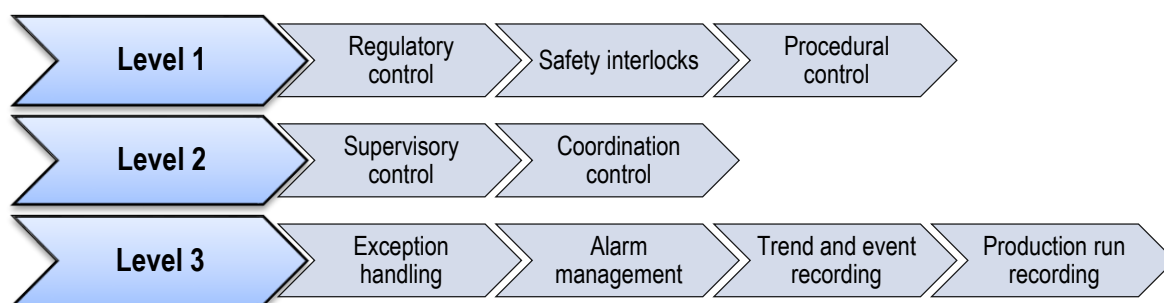 Level 1
Regulatory
control
Safety interlocks
Procedural
control
Level 2
Supervisory
control
Coordination
control
Level 3
Exception
handling
Alarm
management
Trend and event
recording
Production run
recording